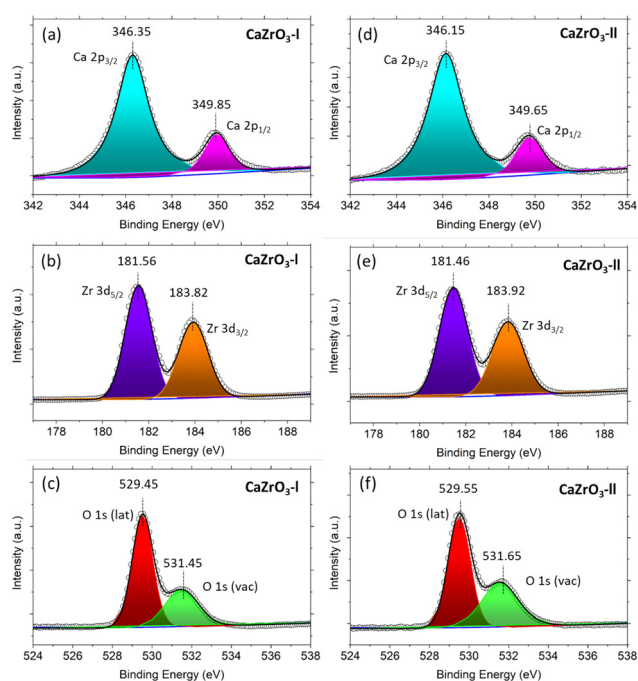 (a)
346.35
CaZrO3-I
Ca 2p3/2
349.85
Ca 2p1/2
Intensity (a.u.)
342 344 346 348 350 352 354
Binding Energy (eV)
(d)
346.15
CaZrO3-II
Ca 2p3/2
349.65
Ca 2p1/2
Intensity (a.u.)
342 344 346 348 350 352 354
Binding Energy (eV)
(b)
CaZrO3-I
181.56
Zr 3d5/2
183.82
Zr 3d3/2
Intensity (a.u.)
178 180 182 184 186 188
Binding Energy (eV)
(e)
CaZrO3-II
181.46
Zr 3d5/2
183.92
Zr 3d3/2
Intensity (a.u.)
178 180 182 184 186 188
Binding Energy (eV)
(c)
529.45
CaZrO3-I
O 1s (lat)
531.45
O 1s (vac)
Intensity (a.u.)
524 526 528 530 532 534 536 538
Binding Energy (eV)
(f)
529.55
CaZrO3-II
O 1s (lat)
531.65
O 1s (vac)
Intensity (a.u.)
524 526 528 530 532 534 536 538
Binding Energy (eV)